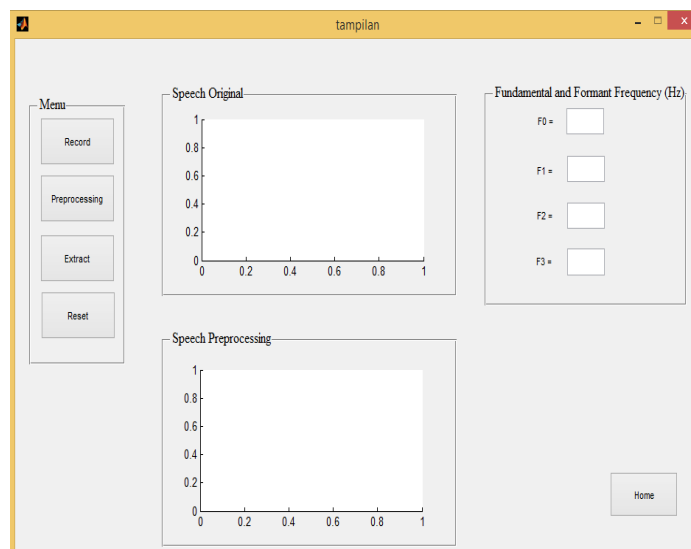 tampilan
Menu
Record
Preprocessing
Extract
Reset
Speech Original
1
0.8
0.6
0.4
0.2
0
0 0.2 0.4 0.6 0.8 1
Speech Preprocessing
1
0.8
0.6
0.4
0.2
0
0 0.2 0.4 0.6 0.8 1
Fundamental and Formant Frequency (Hz)
F0 =
F1 =
F2 =
F3 =
Home